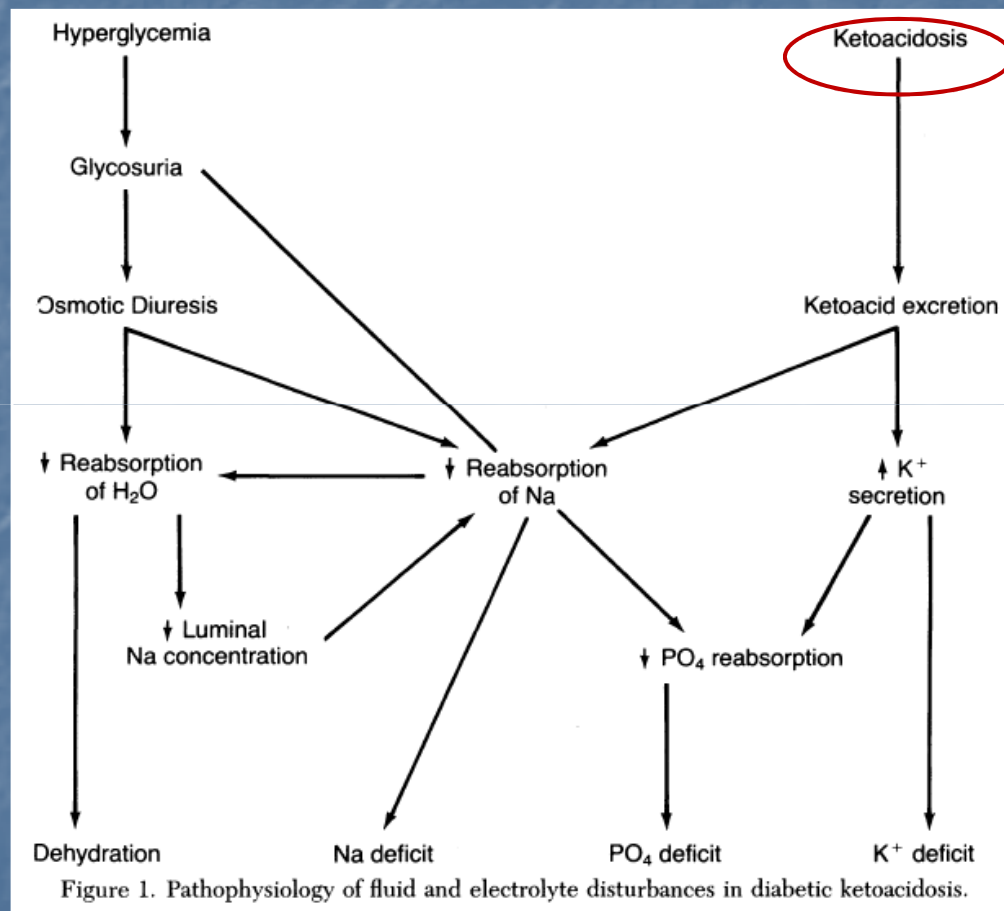 Hyperglycemia
Ketoacidosis
Glycosuria
Osmotic Diuresis
Ketoacid excretion
↓ Reabsorption
of H₂O
↓ Reabsorption
of Na
↑ K⁺
secretion
↓ Luminal
Na concentration
↓ PO₄ reabsorption
Dehydration
Na deficit
PO₄ deficit
K⁺ deficit
Figure 1. Pathophysiology of fluid and electrolyte disturbances in diabetic ketoacidosis.